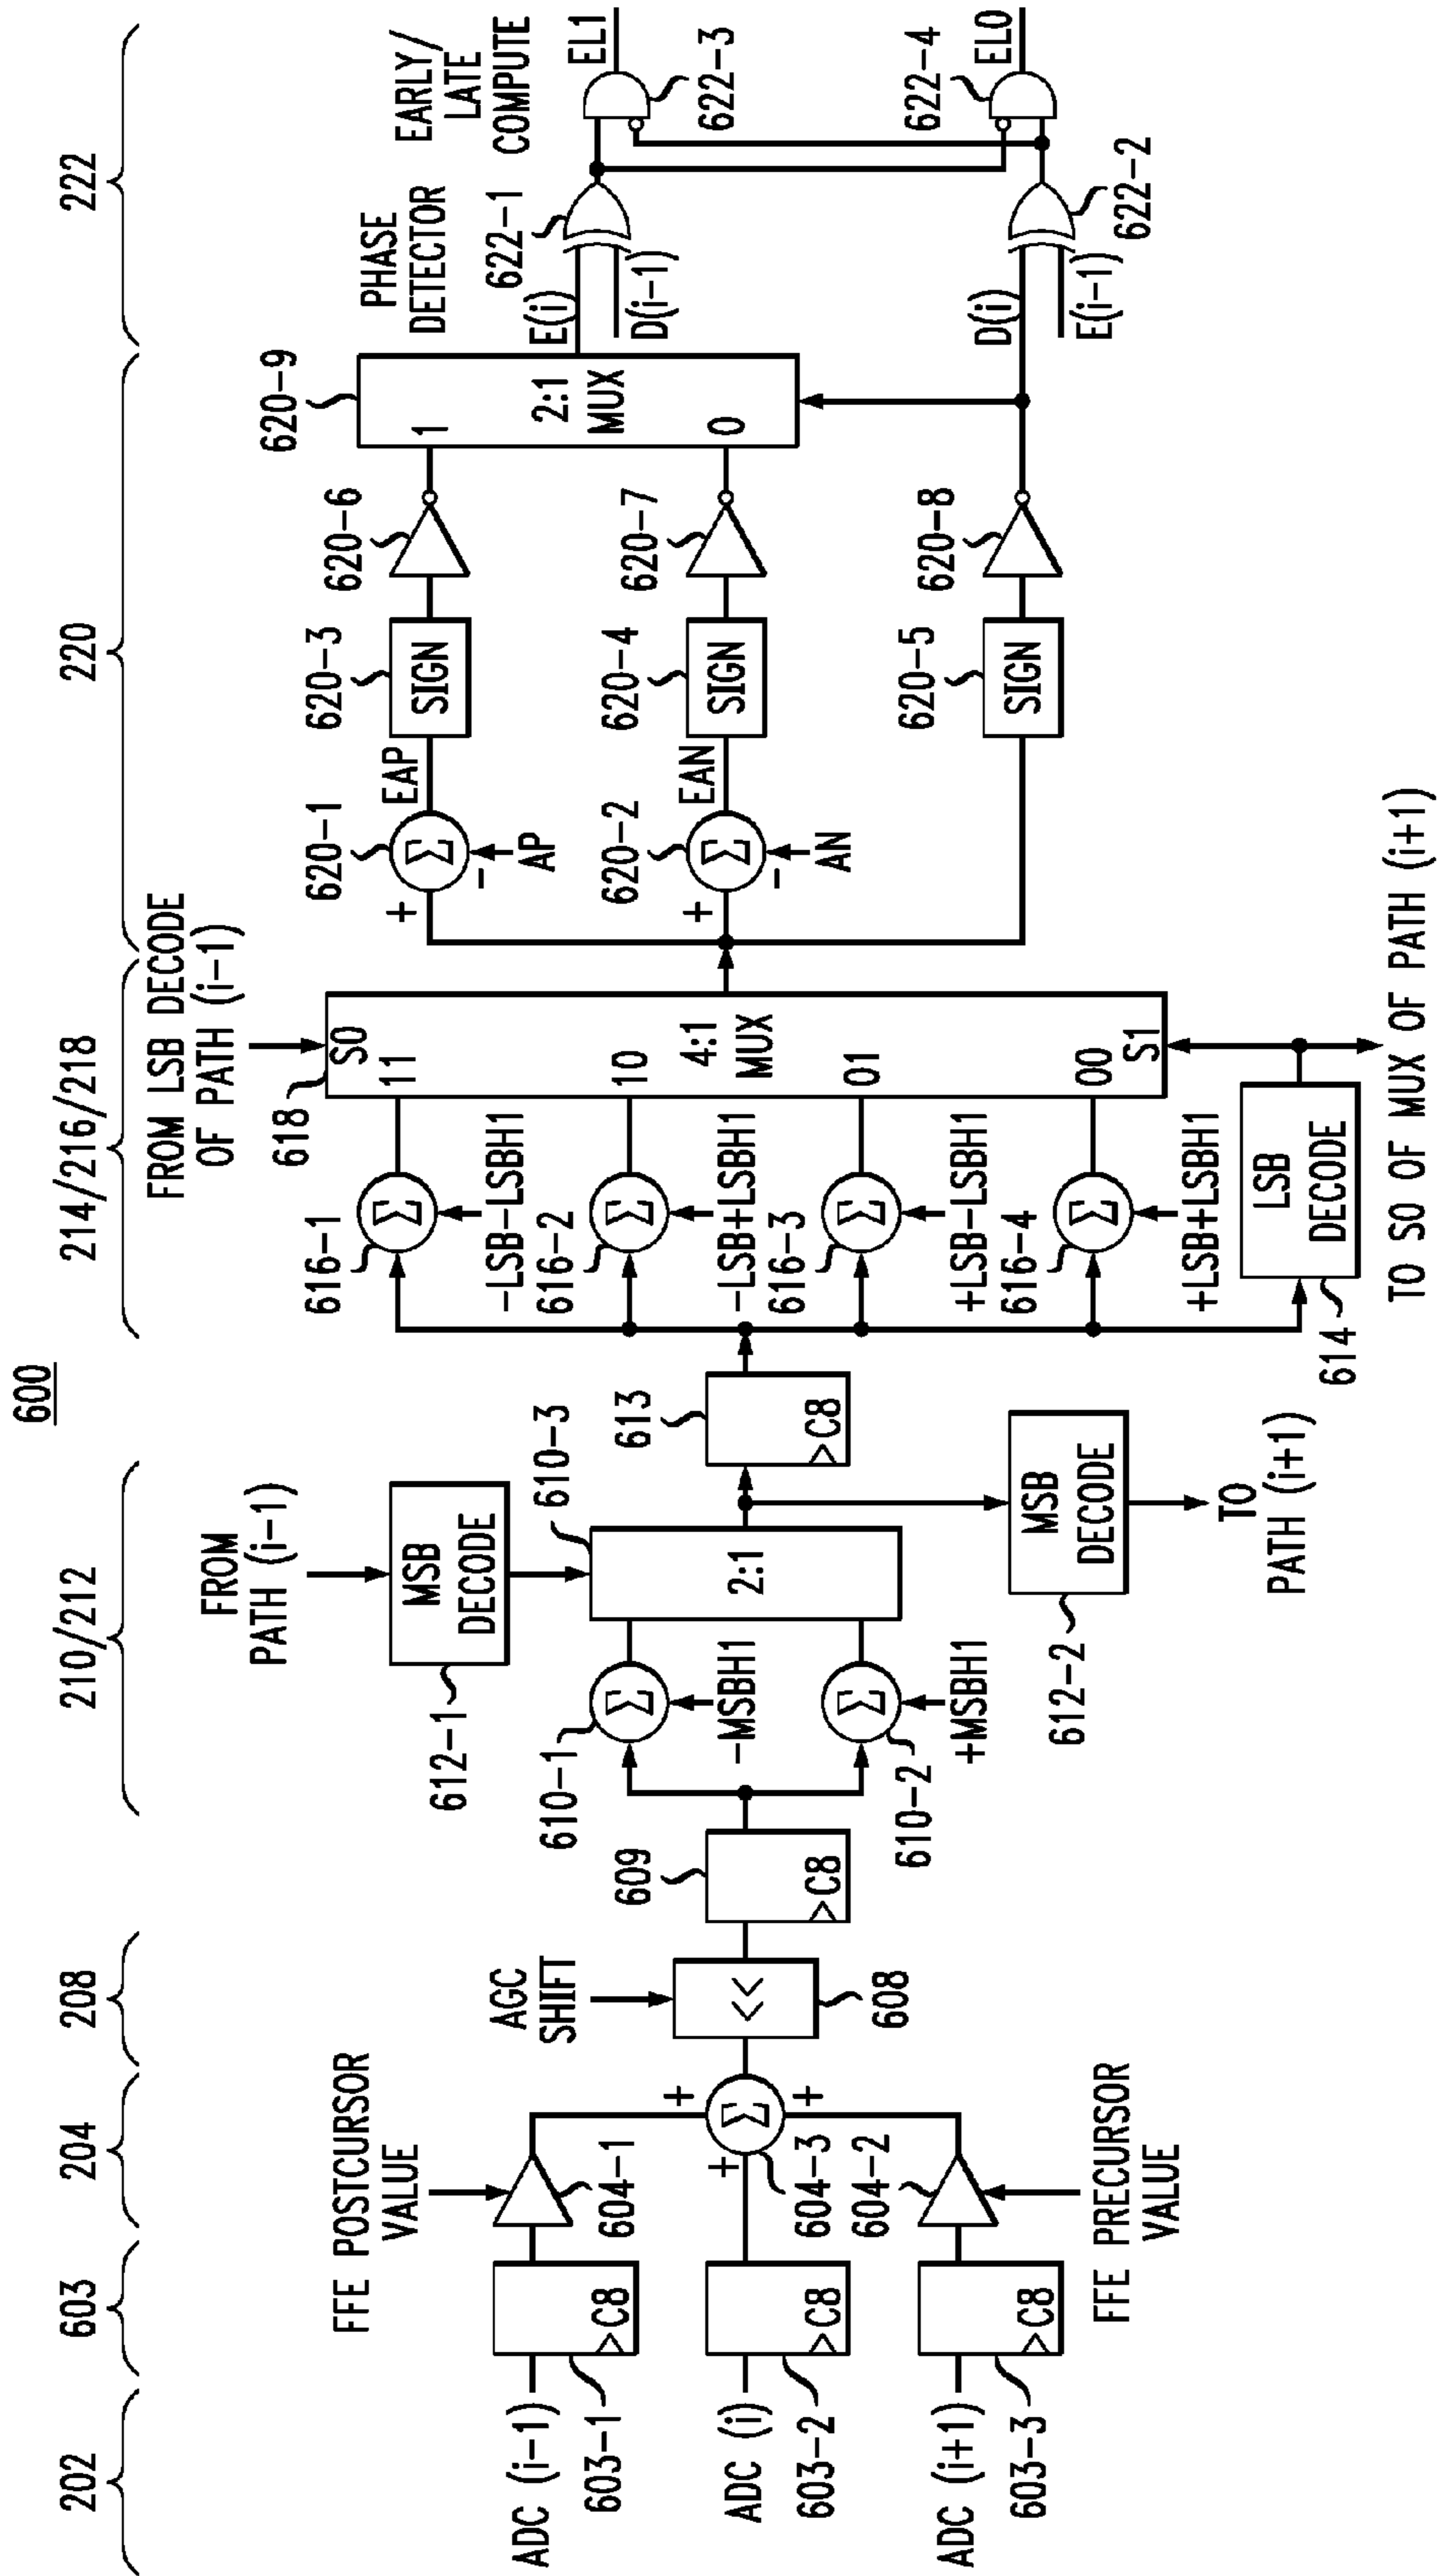 600
202
603
204
208
210/212
214/216/218
220
222
FFE POSTCURSOR
VALUE
ADC (i−1)
603-1
C8
604-1
ADC (i)
603-2
C8
604-3
+
+
+
Σ
ADC (i+1)
603-3
C8
604-2
FFE PRECURSOR
VALUE
AGC
SHIFT
<<
608
609
C8
FROM
PATH (i−1)
MSB
DECODE
612-1
610-1
Σ
−MSBH1
610-2
Σ
+MSBH1
610-3
2:1
612-2
MSB
DECODE
TO
PATH (i+1)
613
C8
FROM LSB DECODE
OF PATH (i−1)
616-1
Σ
−LSB−LSBH1
616-2
Σ
−LSB+LSBH1
616-3
Σ
+LSB−LSBH1
616-4
Σ
+LSB+LSBH1
614
LSB
DECODE
618
S0
11
10
4:1
MUX
01
00
S1
TO S0 OF MUX OF PATH (i+1)
620-1
Σ
+
−
AP
EAP
620-3
SIGN
620-6
620-2
Σ
+
−
AN
EAN
620-4
SIGN
620-7
620-5
SIGN
620-8
620-9
1
2:1
MUX
0
PHASE
DETECTOR
E(i)
622-1
D(i−1)
D(i)
E(i−1)
622-2
EARLY/
LATE
COMPUTE
EL1
622-3
622-4
EL0